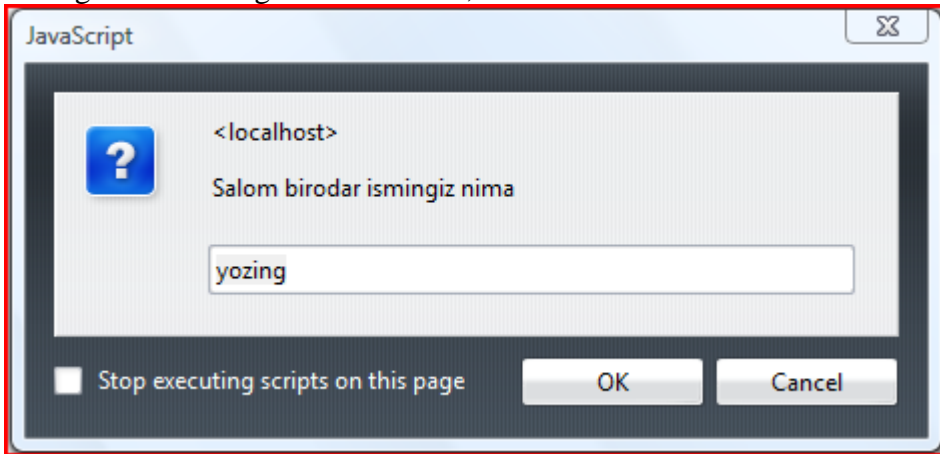 JavaScript
<localhost>
Salom birodar ismingiz nima
yozing
Stop executing scripts on this page
OK
Cancel